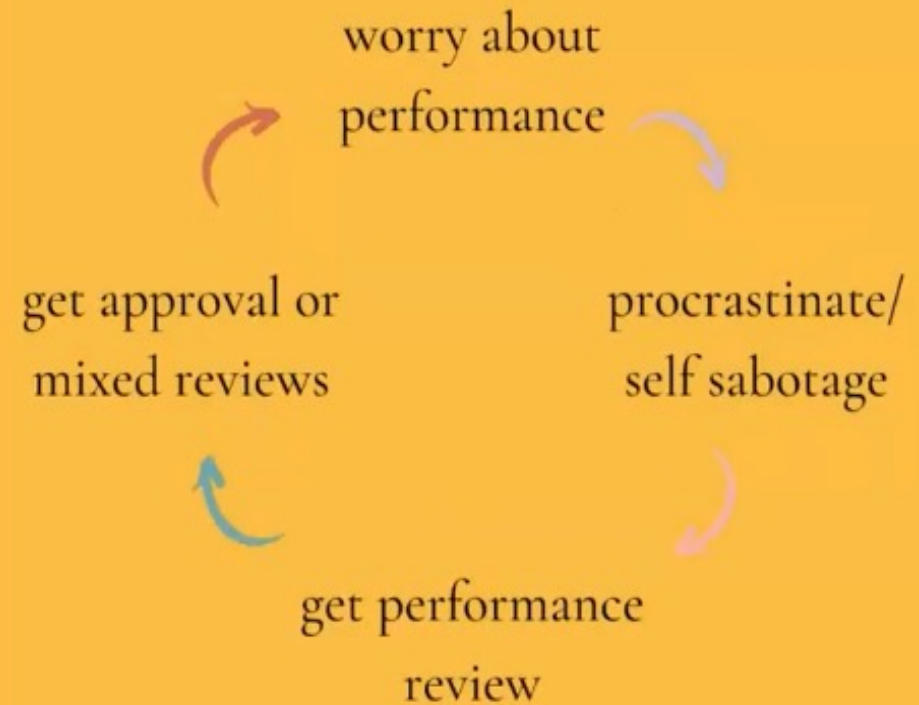 worry about
performance
procrastinate/
self sabotage
get performance
review
get approval or
mixed reviews